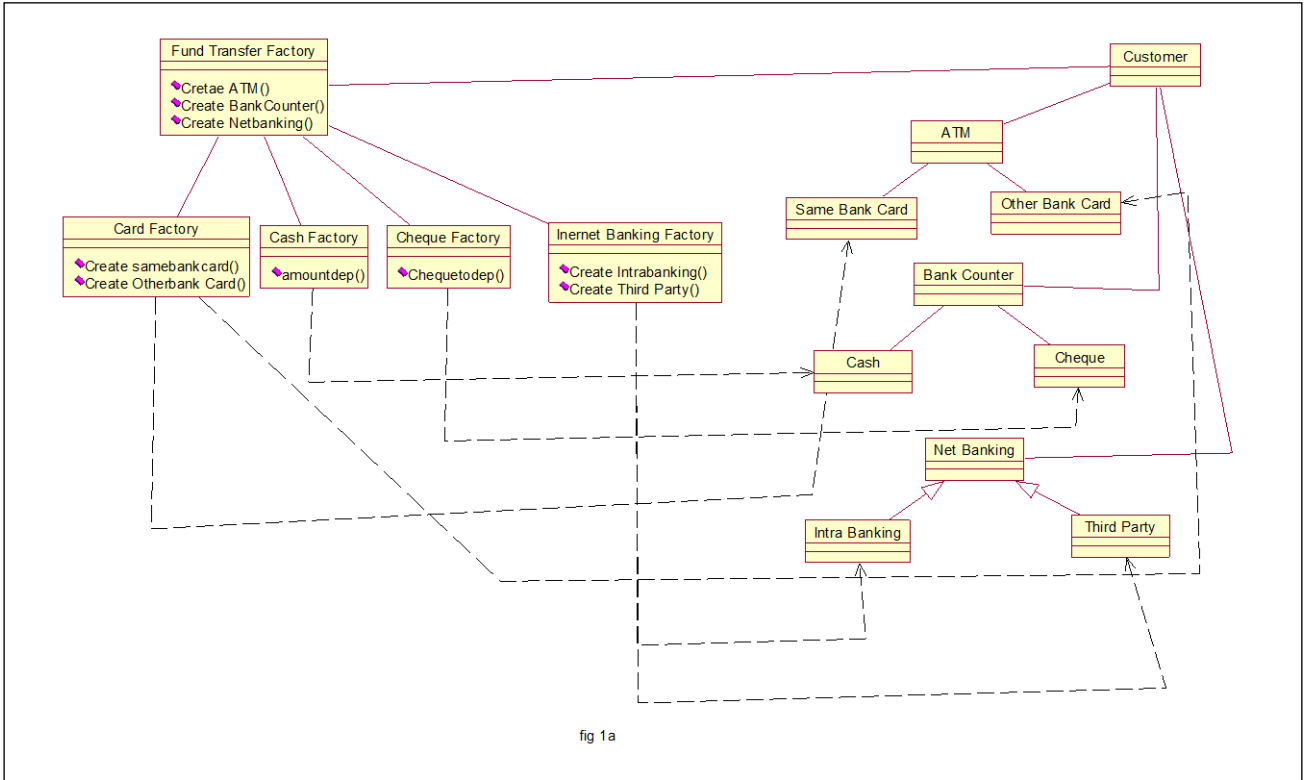 Fund Transfer Factory
Cretae ATM()
Create BankCounter()
Create Netbanking()
Customer
ATM
Same Bank Card
Other Bank Card
Card Factory
Create samebankcard()
Create Otherbank Card()
Cash Factory
amountdep()
Cheque Factory
Chequetodep()
Inernet Banking Factory
Create Intrabanking()
Create Third Party()
Bank Counter
Cash
Cheque
Net Banking
Intra Banking
Third Party
fig 1a